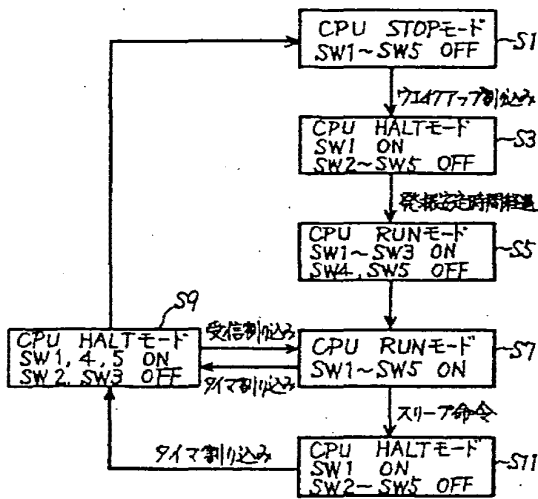 CPU STOPモード
SW1~SW5 OFF
S1
ウエイクアップ割り込み
CPU HALTモード
SW1 ON
SW2~SW5 OFF
S3
発振安定時間経過
CPU RUNモード
SW1~SW3 ON
SW4, SW5 OFF
S5
S9
CPU HALTモード
SW1, 4, 5 ON
SW2, SW3 OFF
受信割り込み
タイマ割り込み
CPU RUNモード
SW1~SW5 ON
S7
スリープ命令
タイマ割り込み
CPU HALTモード
SW1 ON
SW2~SW5 OFF
S11